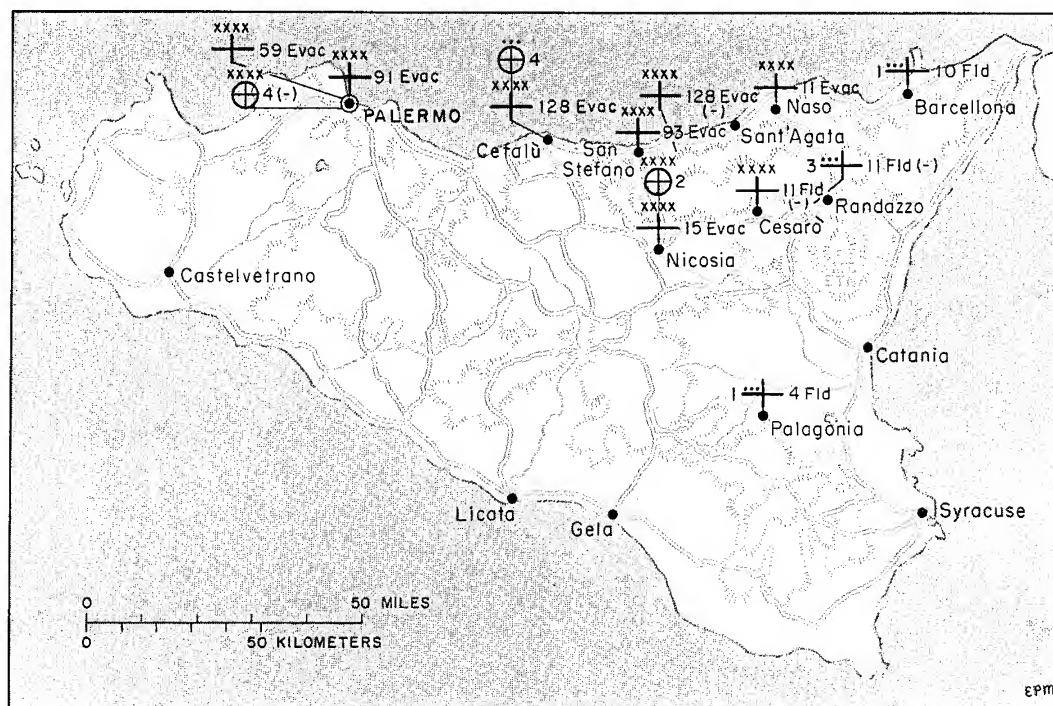 xxxx
59 Evac
xxxx
4 (-)
xxxx
91 Evac
PALERMO
4
xxxx
128 Evac
Cefalù
xxxx
128 Evac
(-)
xxxx
93 Evac
San
Stefano
xxxx
11 Evac
Naso
Sant'Agata
1
10 Fld
Barcellona
3
11 Fld (-)
Randazzo
xxxx
11 Fld
(-)
Cesarò
xxxx
2
xxxx
15 Evac
Nicosia
Castelvetrano
Catania
1
4 Fld
Palagonia
Licata
Gela
Syracuse
0
50 MILES
0
50 KILOMETERS
EPM